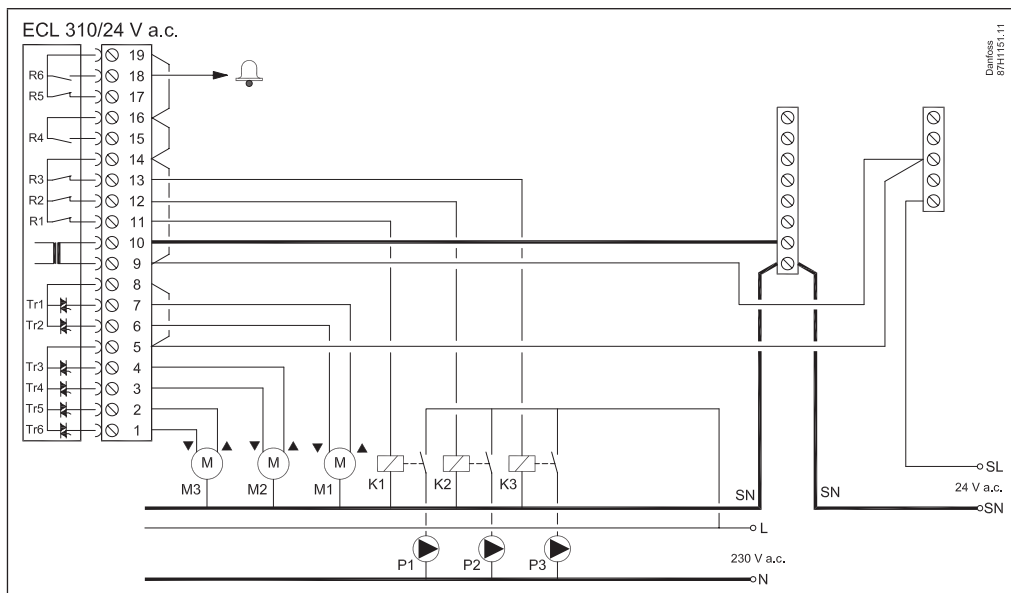 ECL 310/24 V a.c.
Danfoss
87H1151.11
19
R6 18
R5 17
16
R4 15
14
R3 13
R2 12
R1 11
10
9
8
Tr1 7
Tr2 6
5
Tr3 4
Tr4 3
Tr5 2
Tr6 1
M M M
M3 M2 M1 K1 K2 K3
SL
24 V a.c.
SN SN SN
L
P1 P2 P3
230 V a.c.
N